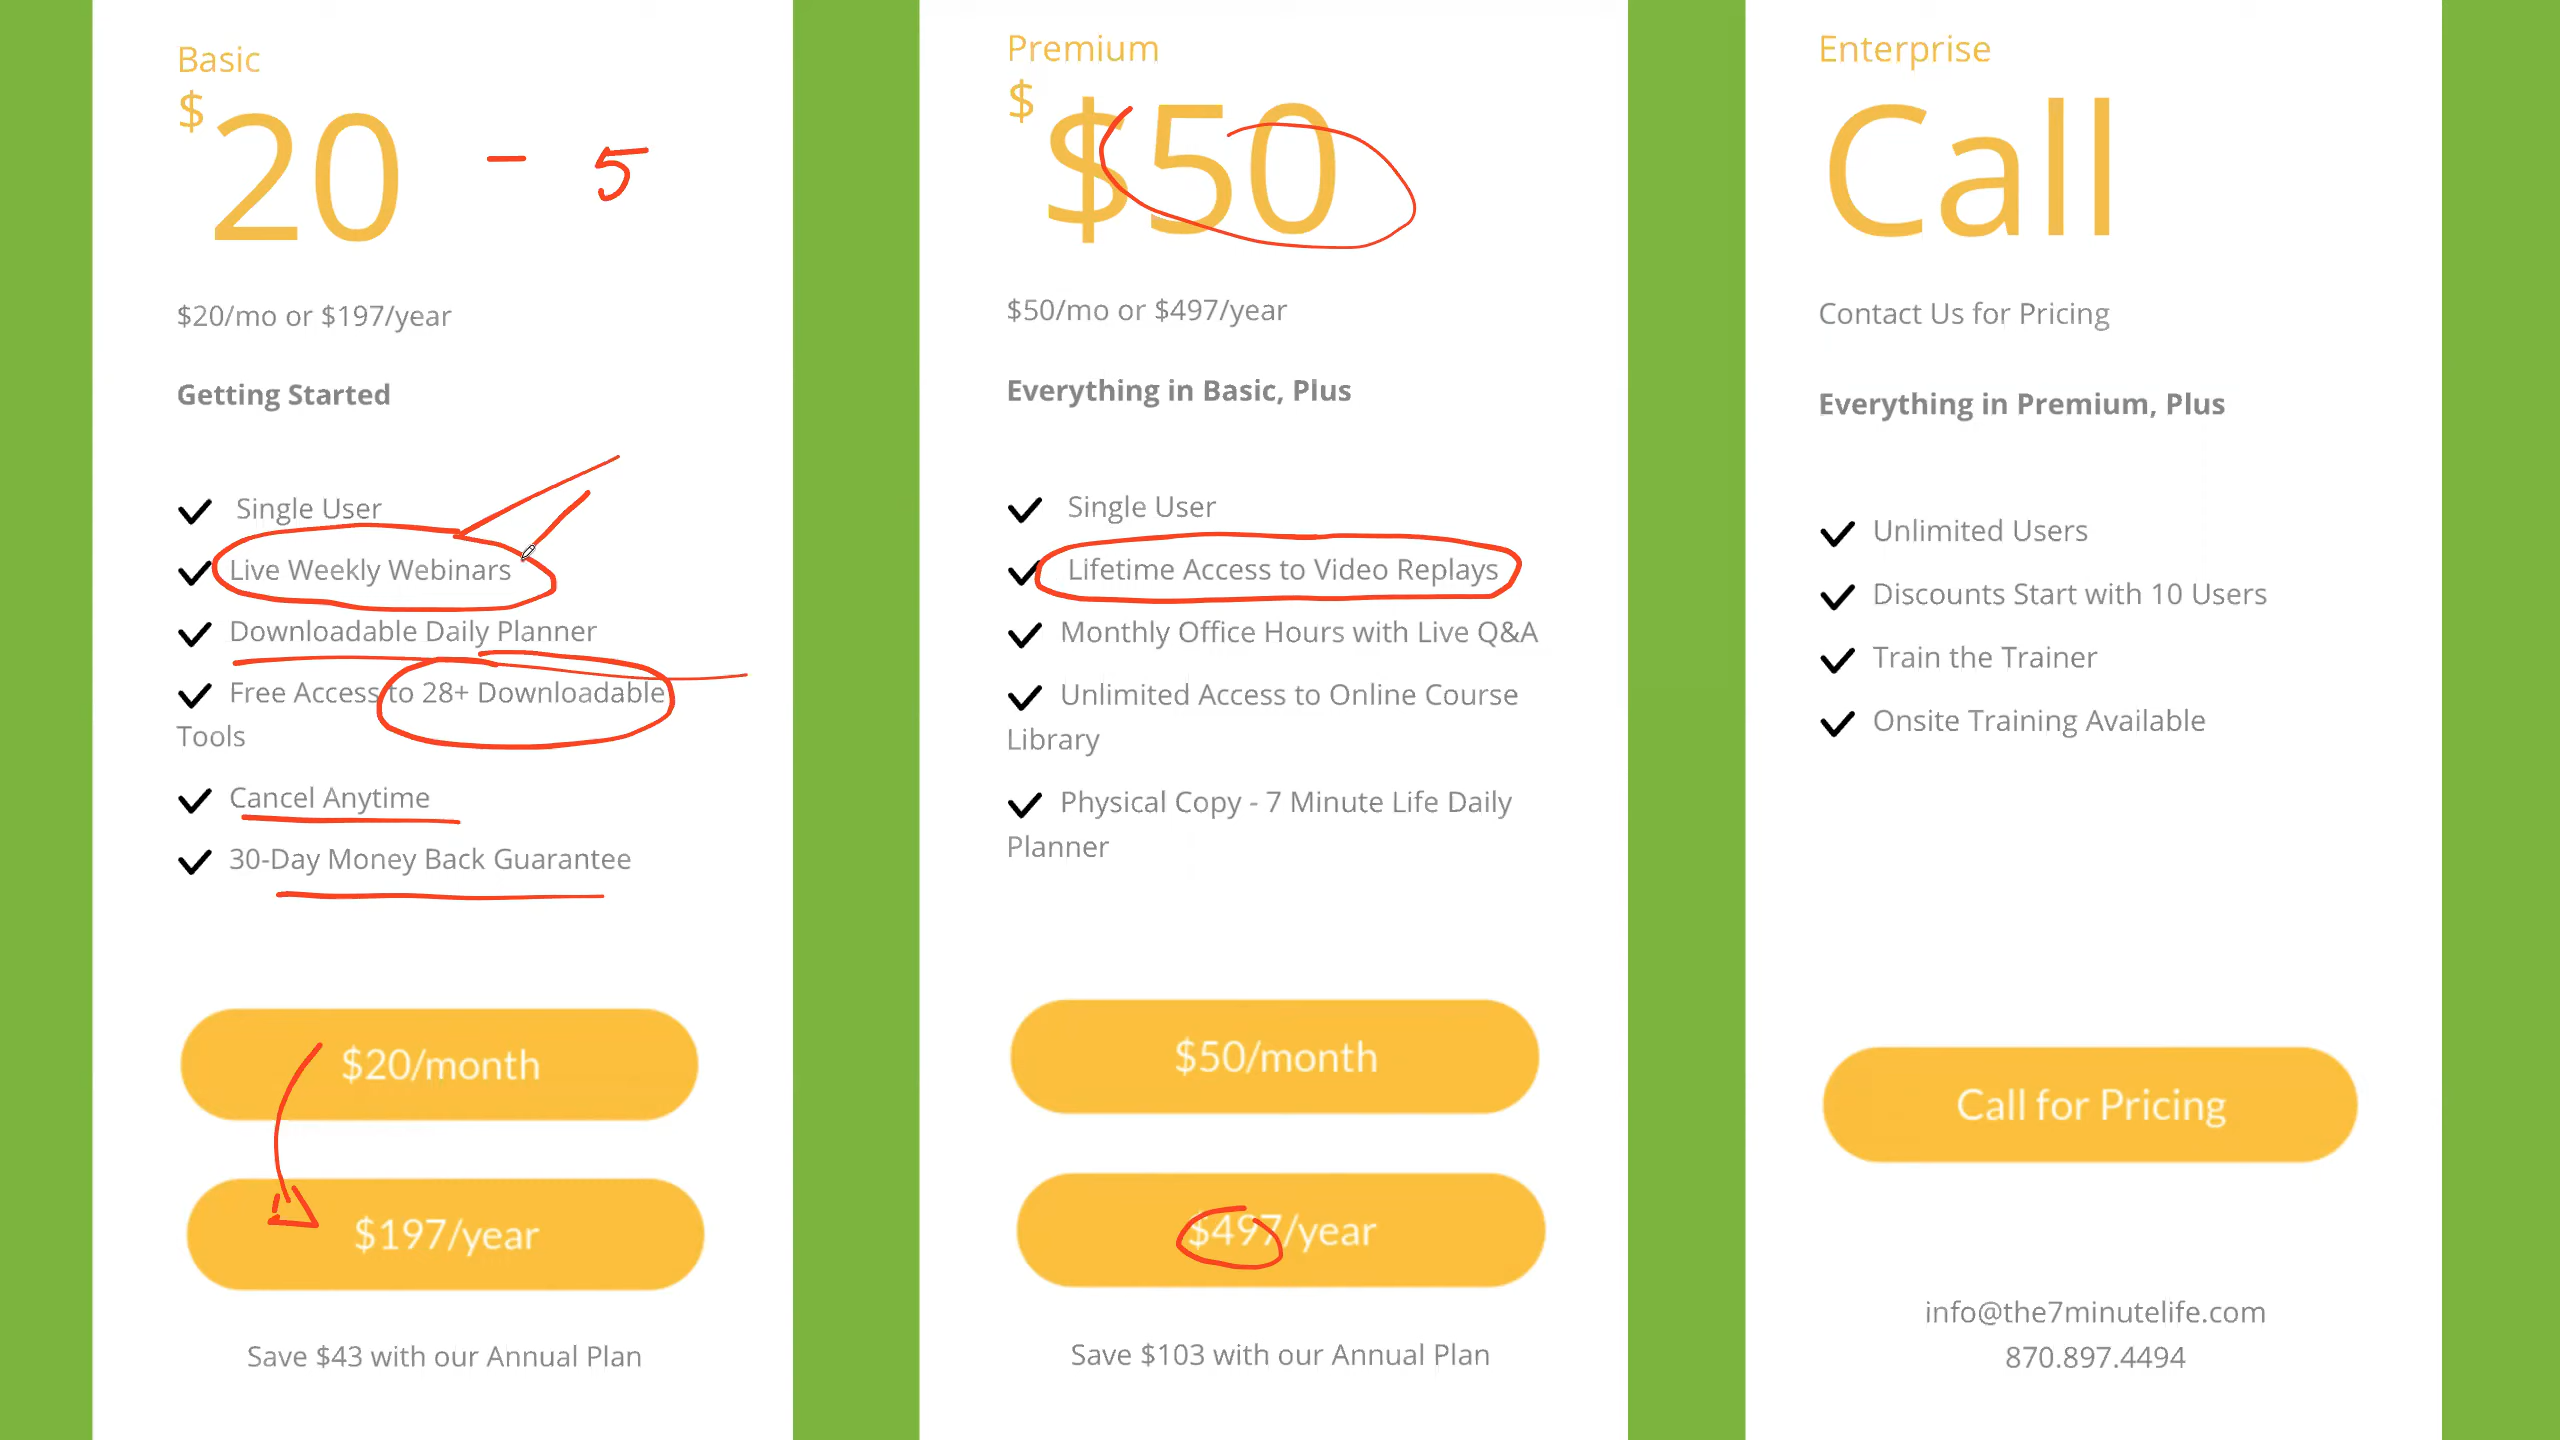 Basic
$20 - 5
$20/mo or $197/year
Getting Started
Single User
Live Weekly Webinars
Downloadable Daily Planner
Free Access to 28+ Downloadable
Tools
Cancel Anytime
30-Day Money Back Guarantee
$20/month
$197/year
Save $43 with our Annual Plan
Premium
$ $50
$50/mo or $497/year
Everything in Basic, Plus
Single User
Lifetime Access to Video Replays
Monthly Office Hours with Live Q&A
Unlimited Access to Online Course
Library
Physical Copy - 7 Minute Life Daily
Planner
$50/month
$497/year
Save $103 with our Annual Plan
Enterprise
Call
Contact Us for Pricing
Everything in Premium, Plus
Unlimited Users
Discounts Start with 10 Users
Train the Trainer
Onsite Training Available
Call for Pricing
info@the7minutelife.com
870.897.4494